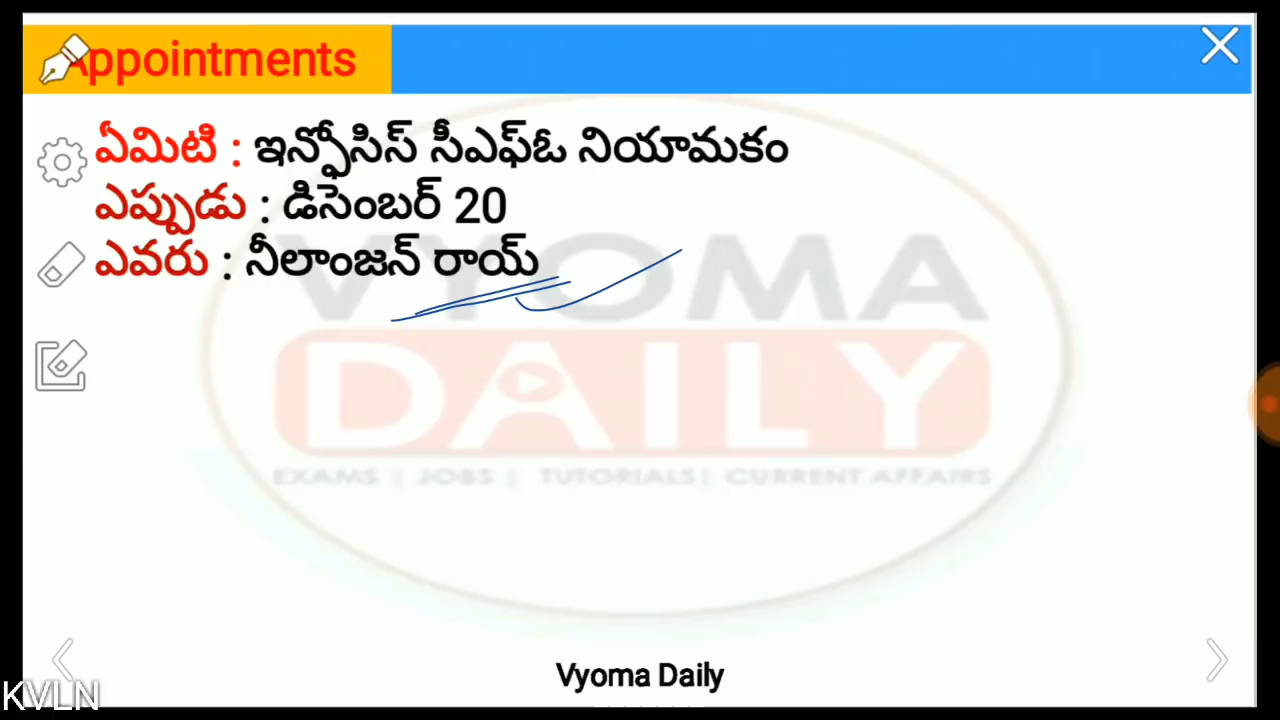 Appointments
ఏమిటి : ఇన్ఫోసిస్ సీఎఫ్ఓ నియామకం
ఎప్పుడు : డిసెంబర్ 20
ఎవరు : నీలాంజన్ రాయ్
VYOMA
DAILY
EXAMS | JOBS | TUTORIALS | CURRENT AFFAIRS
Vyoma Daily
KVLN